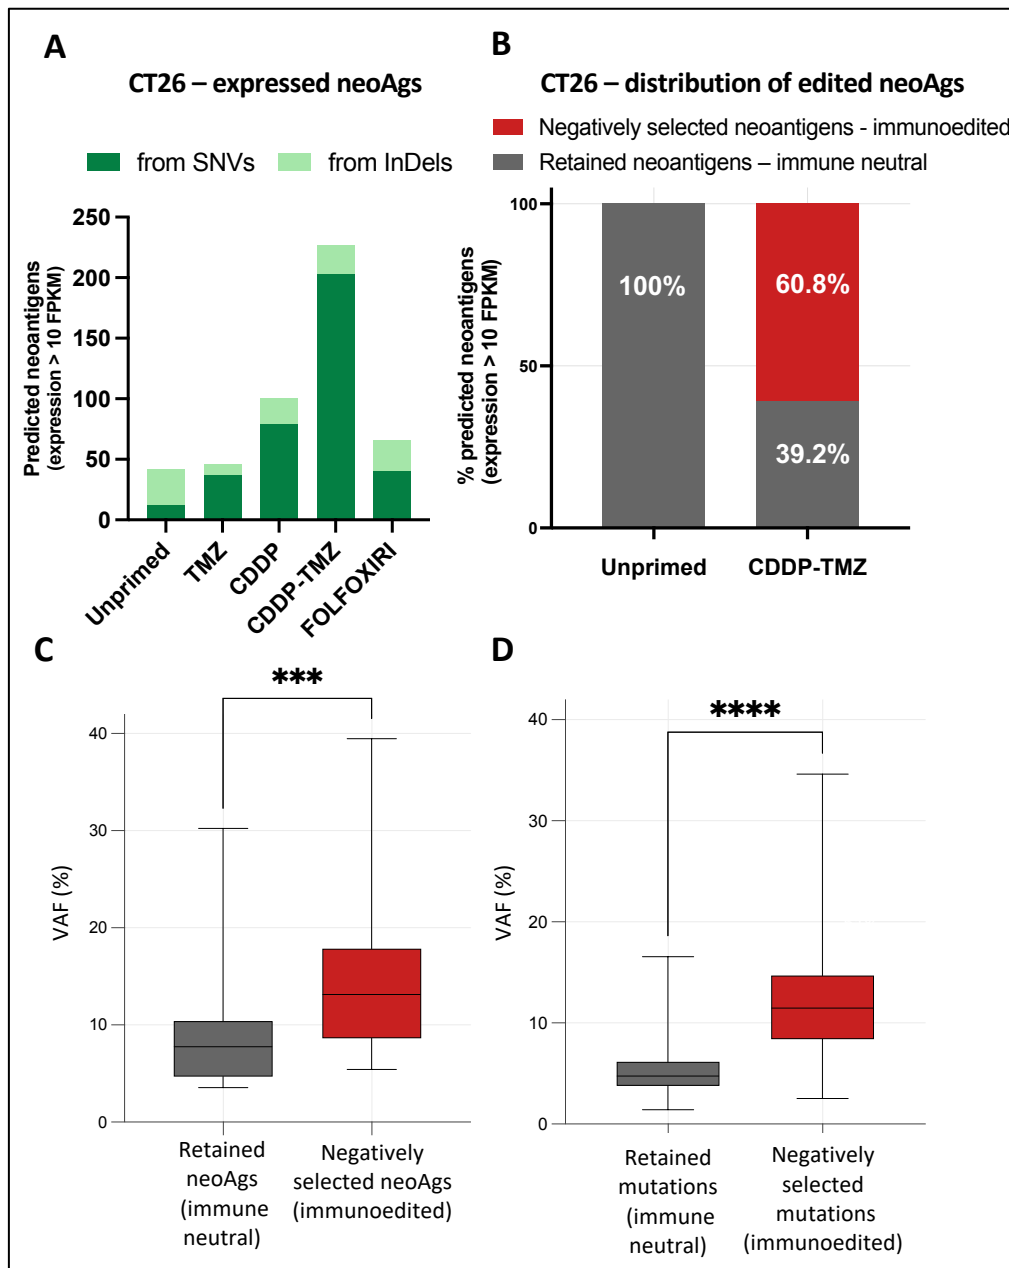 A
CT26 – expressed neoAgs
from SNVs
from InDels
Predicted neoantigens
(expression > 10 FPKM)
250
200
150
100
50
0
Unprimed
TMZ
CDDP
CDDP-TMZ
FOLFOXIRI
B
CT26 – distribution of edited neoAgs
Negatively selected neoantigens - immunoedited
Retained neoantigens – immune neutral
% predicted neoantigens
(expression > 10 FPKM)
100
50
0
100%
60.8%
39.2%
Unprimed
CDDP-TMZ
C
***
VAF (%)
40
30
20
10
0
Retained
neoAgs
(immune
neutral)
Negatively
selected neoAgs
(immunoedited)
D
****
VAF (%)
40
30
20
10
0
Retained
mutations
(immune
neutral)
Negatively
selected
mutations
(immunoedited)